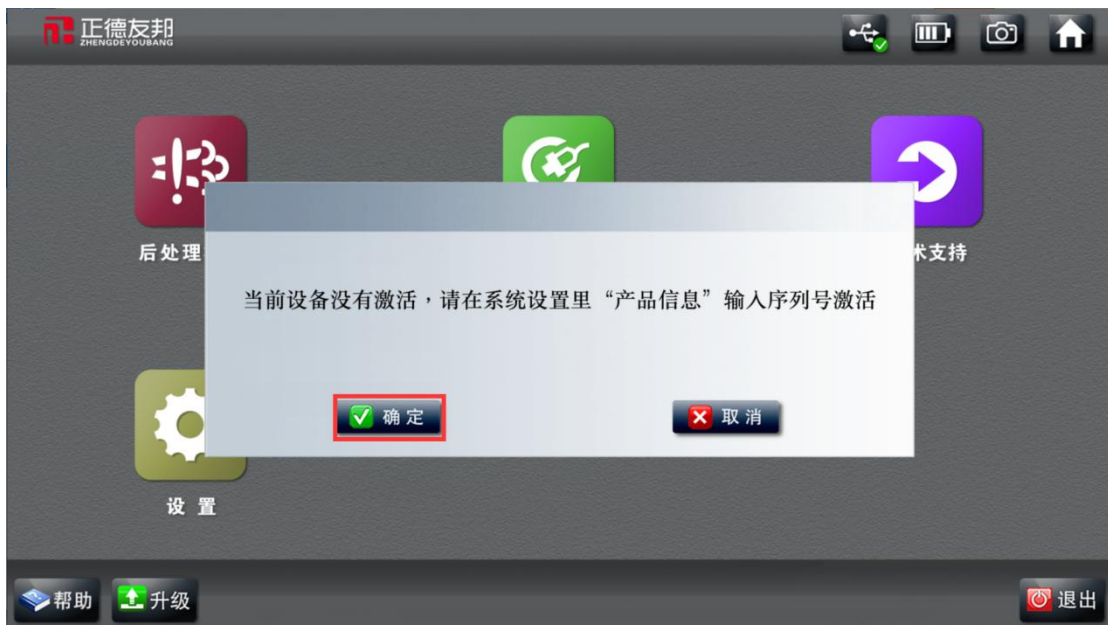 正德友邦
ZHENGDEYOUBANG
后处理
术支持
当前设备没有激活，请在系统设置里“产品信息”输入序列号激活
确定
取消
设置
帮助
升级
退出